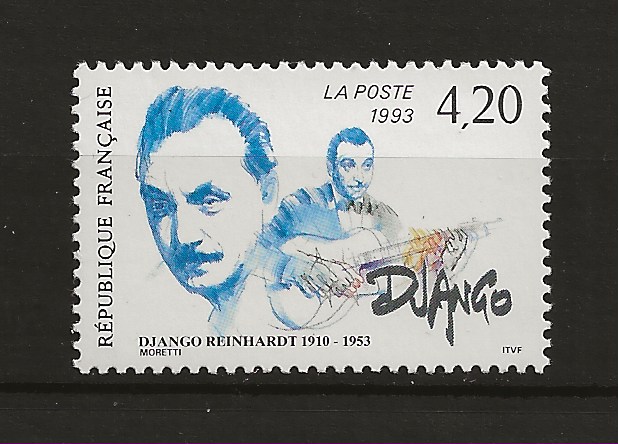 RÉPUBLIQUE FRANÇAISE
LA POSTE
1993
4,20
DJANGO
DJANGO REINHARDT 1910 - 1953
MORETTI
ITVF